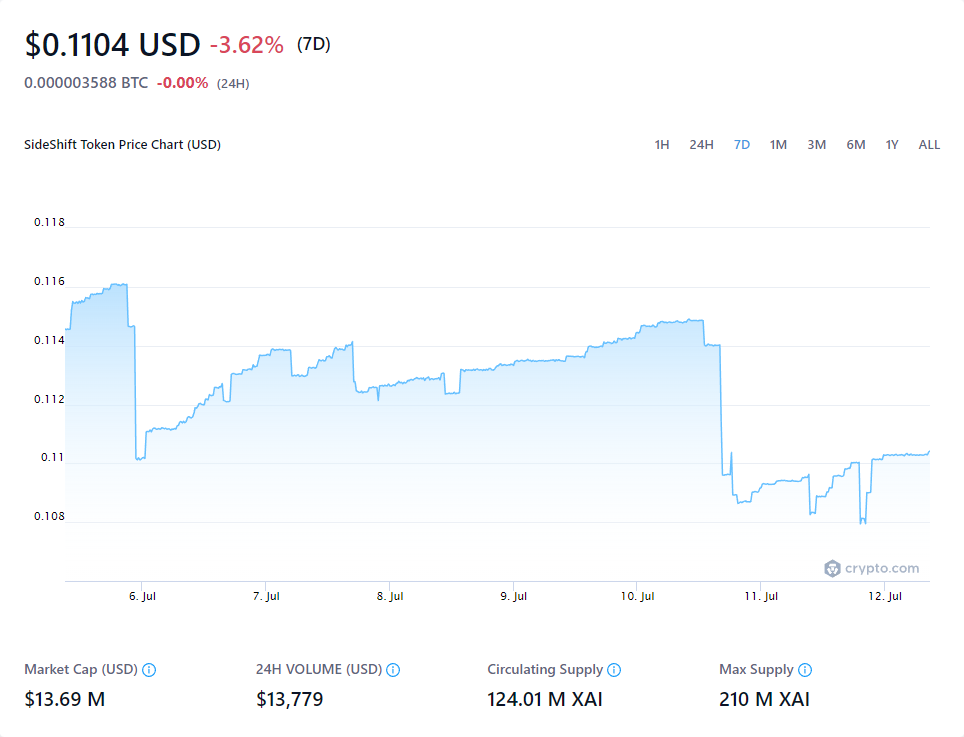 $0.1104 USD -3.62% (7D)
0.000003588 BTC -0.00% (24H)
SideShift Token Price Chart (USD) 1H 24H 7D 1M 3M 6M 1Y ALL
0.118
0.116
0.114
0.112
0.11
0.108
crypto.com
6. Jul 7. Jul 8. Jul 9. Jul 10. Jul 11. Jul 12. Jul
Market Cap (USD) 24H VOLUME (USD) Circulating Supply Max Supply
$13.69 M $13,779 124.01 M XAI 210 M XAI